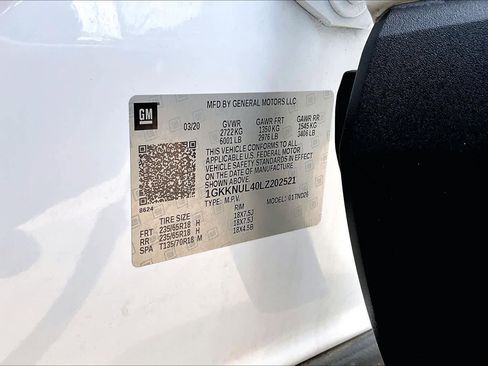 GM
MFD BY GENERAL MOTORS LLC
03/20 GVWR GAWR FRT GAWR RR
2722 KG 1350 KG 1545 KG
6001 LB 2976 LB 3406 LB
THIS VEHICLE CONFORMS TO ALL
APPLICABLE U.S. FEDERAL MOTOR
VEHICLE SAFETY STANDARDS IN EFFECT
ON THE DATE OF MANUFACTURE
SHOWN ABOVE.
1GKKNUL40LZ202521
TYPE: M.P.V. MODEL: 01TND26
8624
TIRE SIZE RIM
FRT 235/65R18 H 18X7.5J
RR 235/65R18 H 18X7.5J
SPA T135/70R18 M 18X4.5B